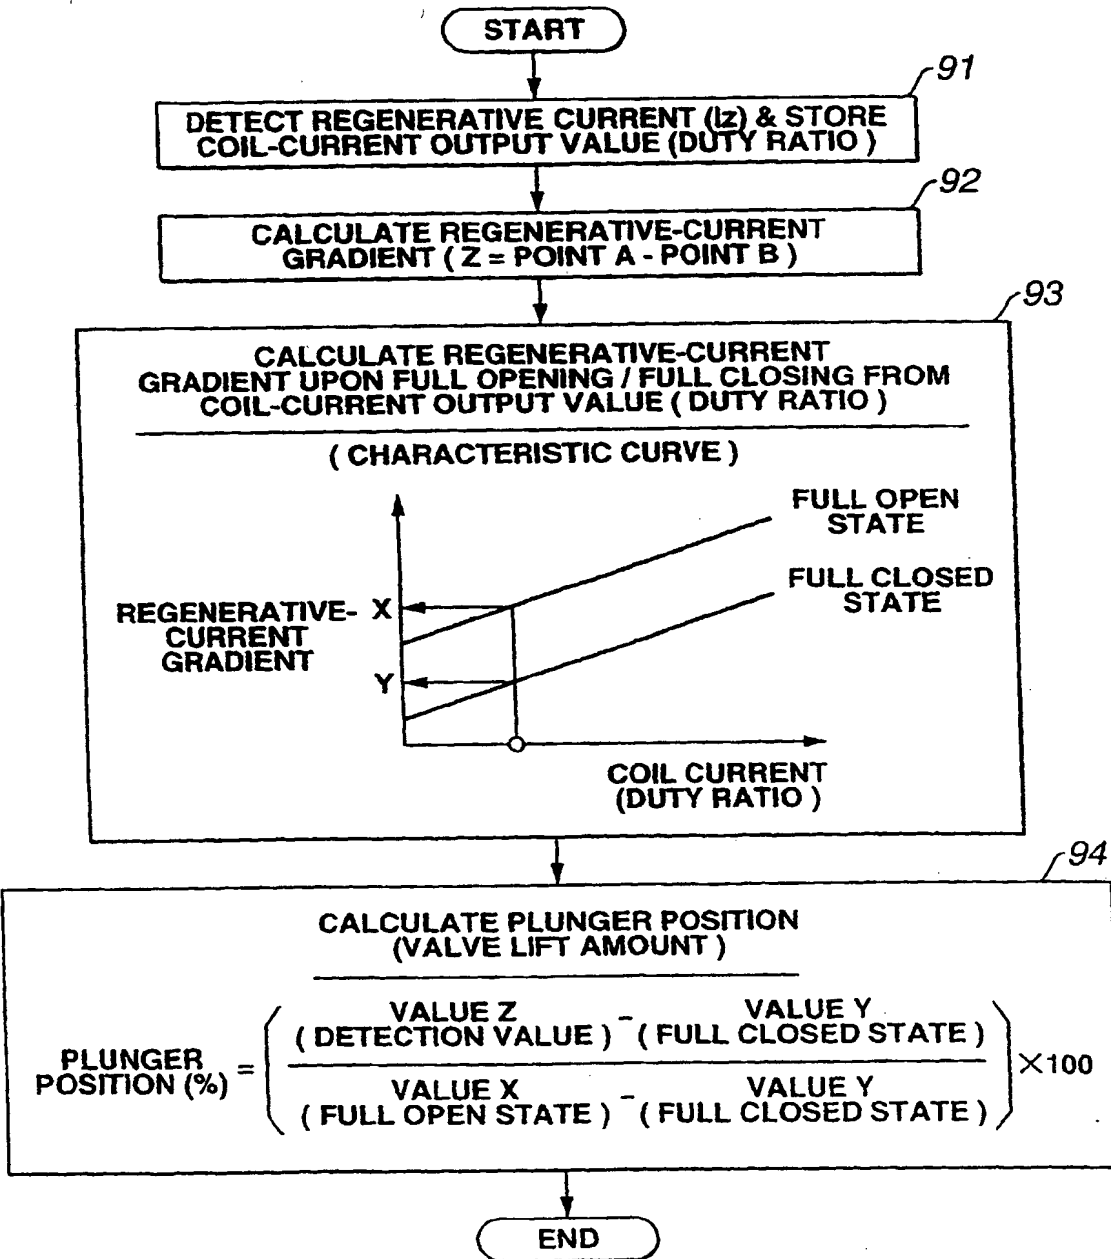 START
91
DETECT REGENERATIVE CURRENT (Iz) & STORE
COIL-CURRENT OUTPUT VALUE (DUTY RATIO )
92
CALCULATE REGENERATIVE-CURRENT
GRADIENT ( Z = POINT A - POINT B )
93
CALCULATE REGENERATIVE-CURRENT
GRADIENT UPON FULL OPENING / FULL CLOSING FROM
COIL-CURRENT OUTPUT VALUE ( DUTY RATIO )
( CHARACTERISTIC CURVE )
FULL OPEN
STATE
FULL CLOSED
STATE
REGENERATIVE-
CURRENT
GRADIENT
X
Y
COIL CURRENT
(DUTY RATIO )
94
CALCULATE PLUNGER POSITION
(VALVE LIFT AMOUNT )
PLUNGER
POSITION (%) =
VALUE Z - VALUE Y
( DETECTION VALUE ) ( FULL CLOSED STATE )
VALUE X - VALUE Y
( FULL OPEN STATE ) ( FULL CLOSED STATE )
×100
END